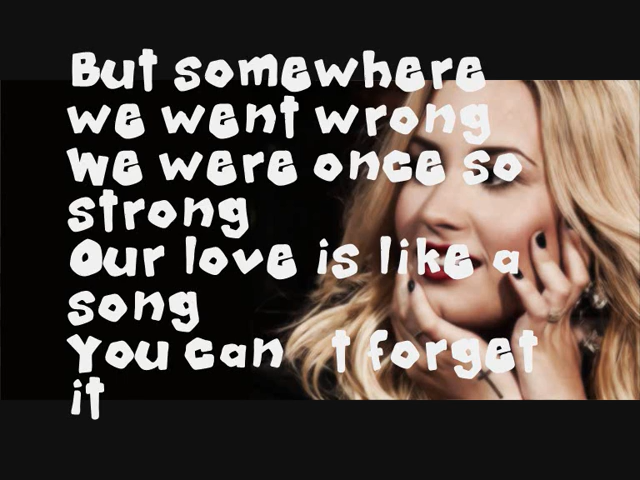 But somewhere
we went wrong
We were once so
strong
Our love is like a
song
You can t forget
it